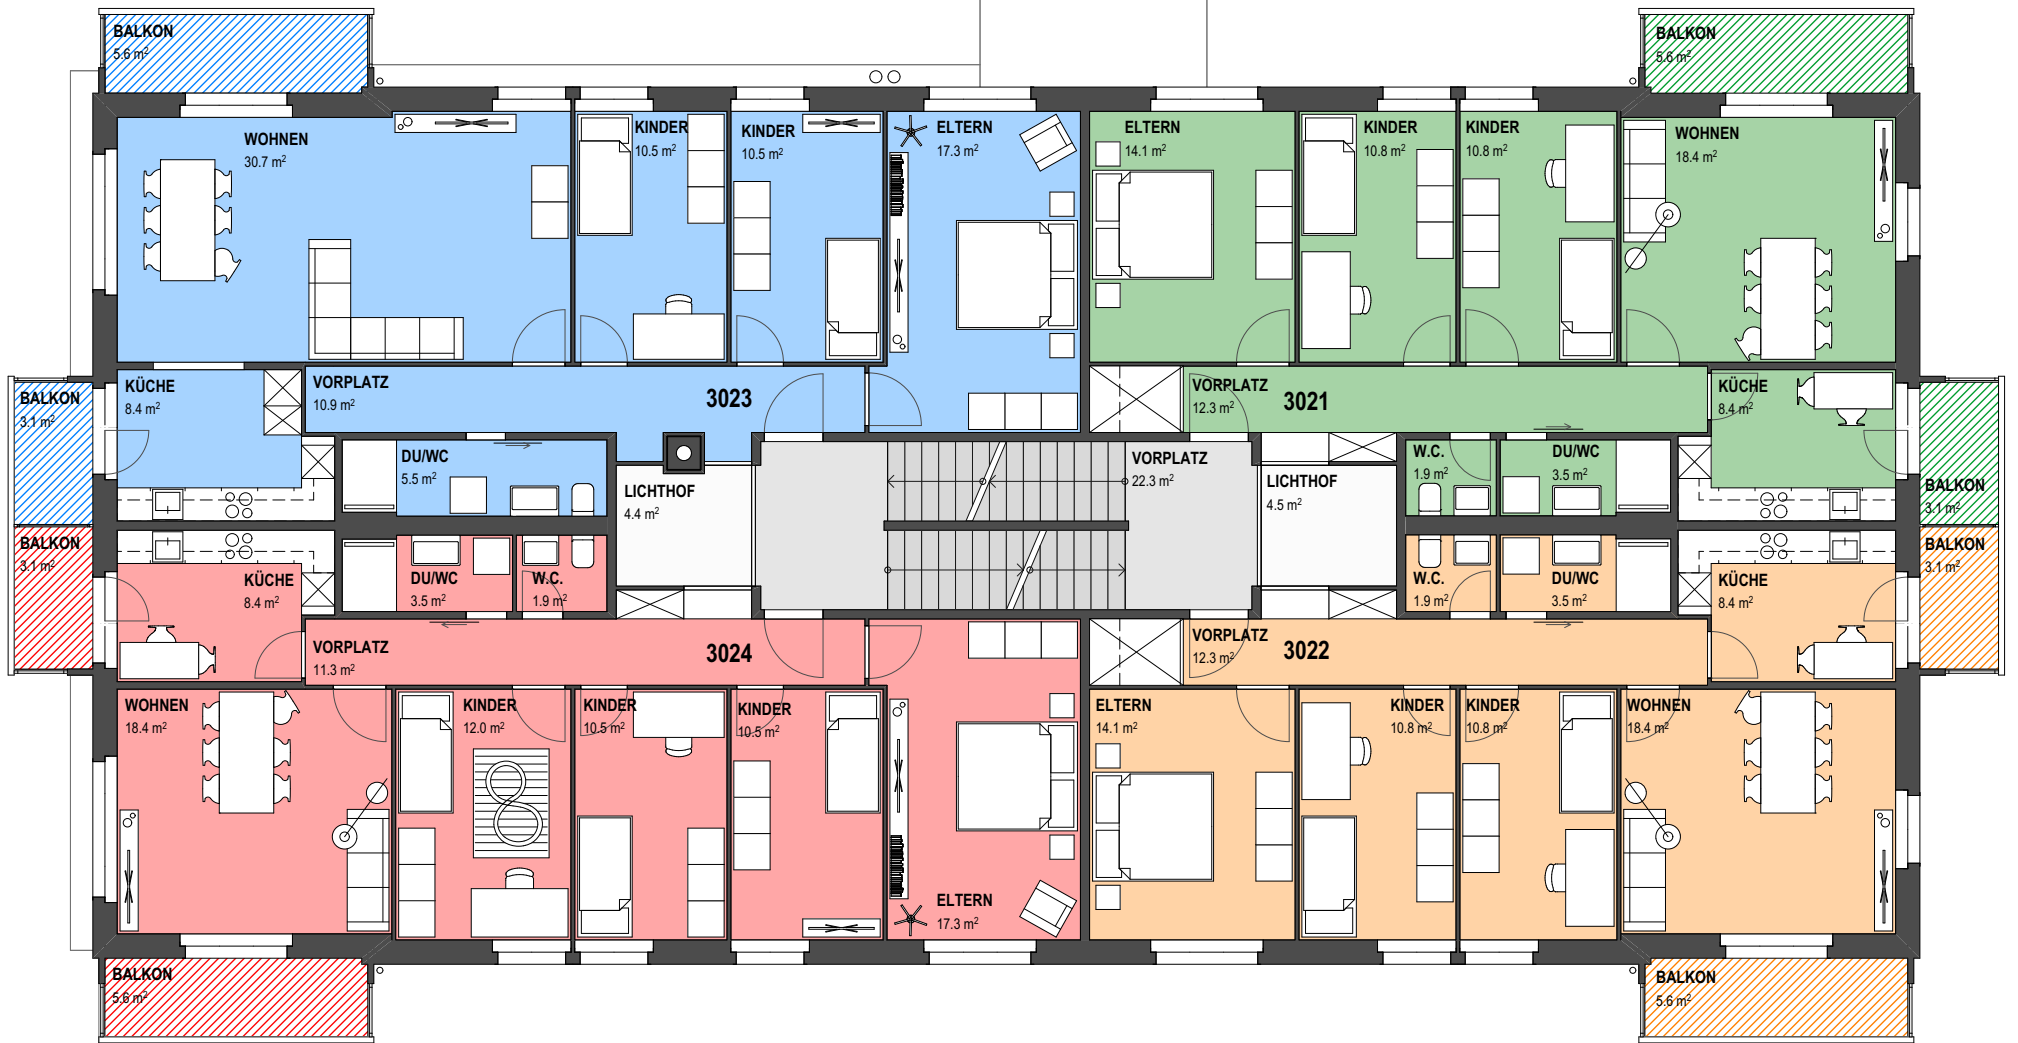 BALKON
5.6 m²
BALKON
5.6 m²
WOHNEN
30.7 m²
KINDER
10.5 m²
KINDER
10.5 m²
ELTERN
17.3 m²
ELTERN
14.1 m²
KINDER
10.8 m²
KINDER
10.8 m²
WOHNEN
18.4 m²
BALKON
3.1 m²
KÜCHE
8.4 m²
VORPLATZ
10.9 m²
3023
VORPLATZ
12.3 m²
3021
KÜCHE
8.4 m²
DU/WC
5.5 m²
LICHTHOF
4.4 m²
VORPLATZ
22.3 m²
LICHTHOF
4.5 m²
W.C.
1.9 m²
DU/WC
3.5 m²
BALKON
3.1 m²
BALKON
3.1 m²
KÜCHE
8.4 m²
DU/WC
3.5 m²
W.C.
1.9 m²
W.C.
1.9 m²
DU/WC
3.5 m²
KÜCHE
8.4 m²
BALKON
3.1 m²
VORPLATZ
11.3 m²
3024
VORPLATZ
12.3 m²
3022
WOHNEN
18.4 m²
KINDER
12.0 m²
KINDER
10.5 m²
KINDER
10.5 m²
ELTERN
17.3 m²
ELTERN
14.1 m²
KINDER
10.8 m²
KINDER
10.8 m²
WOHNEN
18.4 m²
BALKON
5.6 m²
BALKON
5.6 m²